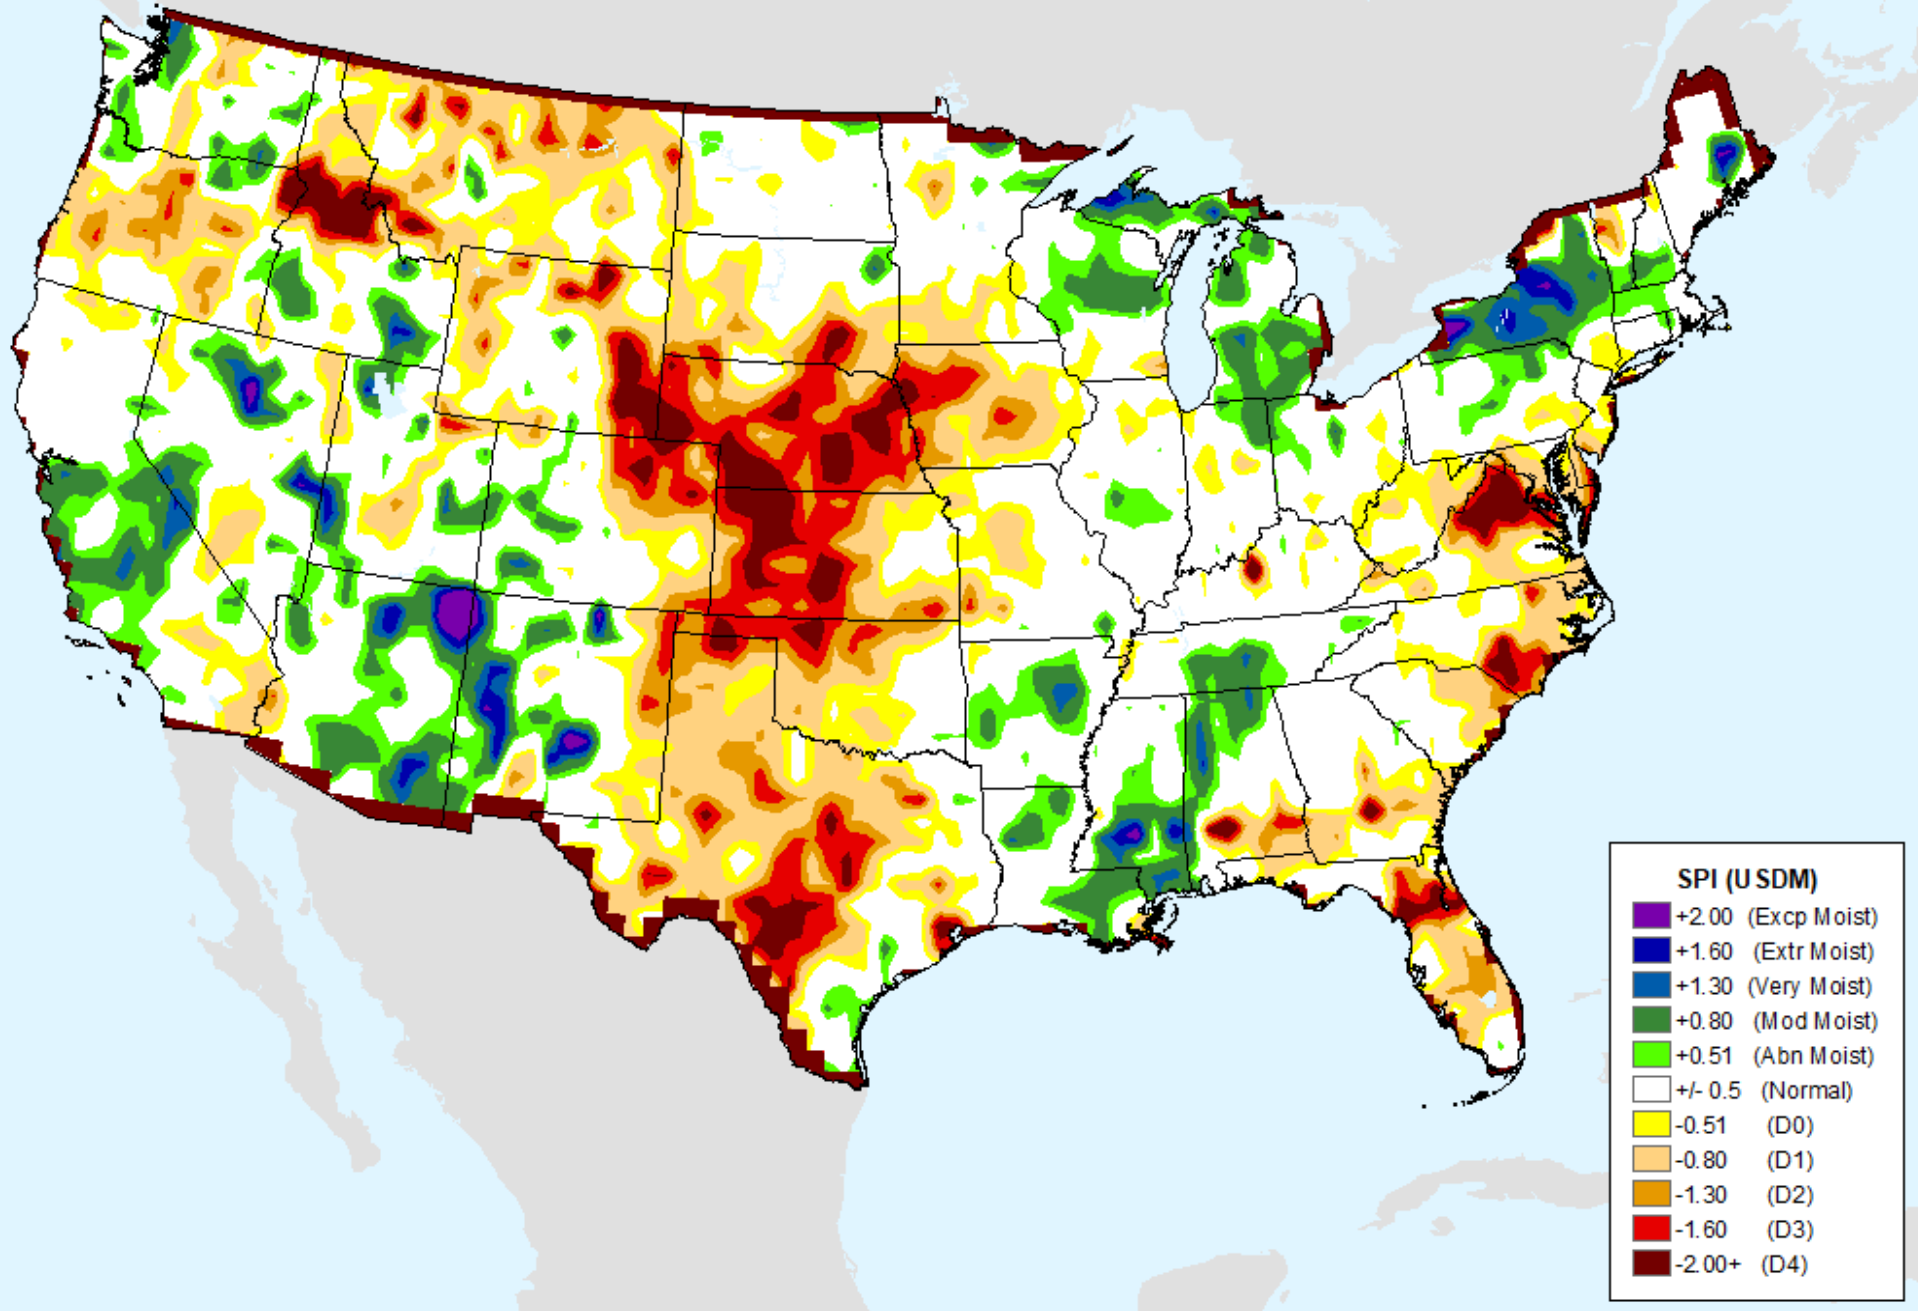 SPI (USDM)
+2.00 (Excp Moist)
+1.60 (Extr Moist)
+1.30 (Very Moist)
+0.80 (Mod Moist)
+0.51 (Abn Moist)
+/- 0.5 (Normal)
-0.51 (D0)
-0.80 (D1)
-1.30 (D2)
-1.60 (D3)
-2.00+ (D4)